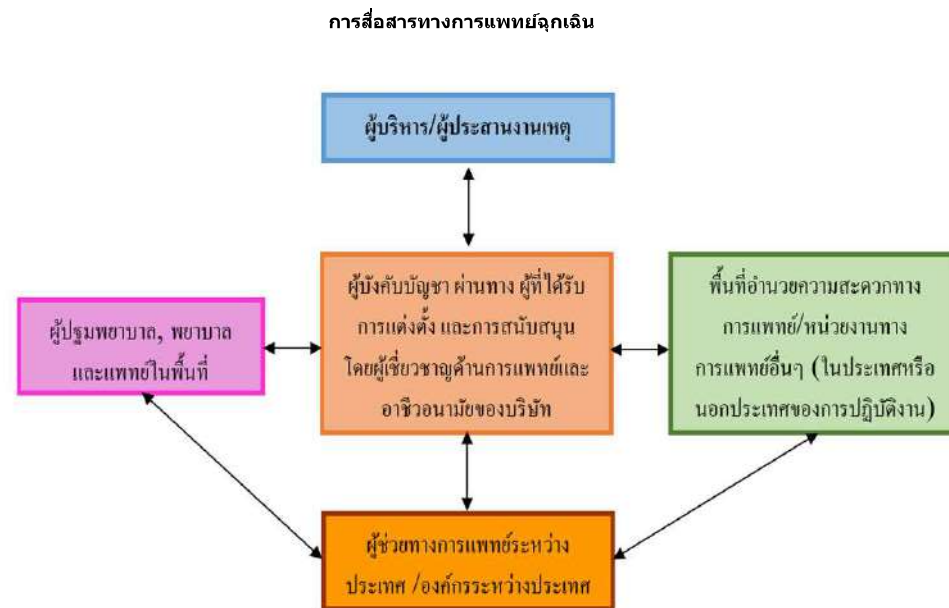 การสื่อสารทางการแพทย์ฉุกเฉิน
ผู้บริหาร/ผู้ประสานงานเหตุ
ผู้บังคับบัญชา ผ่านทาง ผู้ที่ได้รับ
การแต่งตั้ง และการสนับสนุน
โดยผู้เชี่ยวชาญด้านการแพทย์และ
อาชีวอนามัยของบริษัท
พื้นที่อำนวยความสะดวกทาง
การแพทย์/หน่วยงานทาง
การแพทย์อื่นๆ (ในประเทศหรือ
นอกประเทศของการปฏิบัติงาน)
ผู้ปฐมพยาบาล, พยาบาล
และแพทย์ในพื้นที่
ผู้ช่วยทางการแพทย์ระหว่าง
ประเทศ /องค์กรระหว่างประเทศ